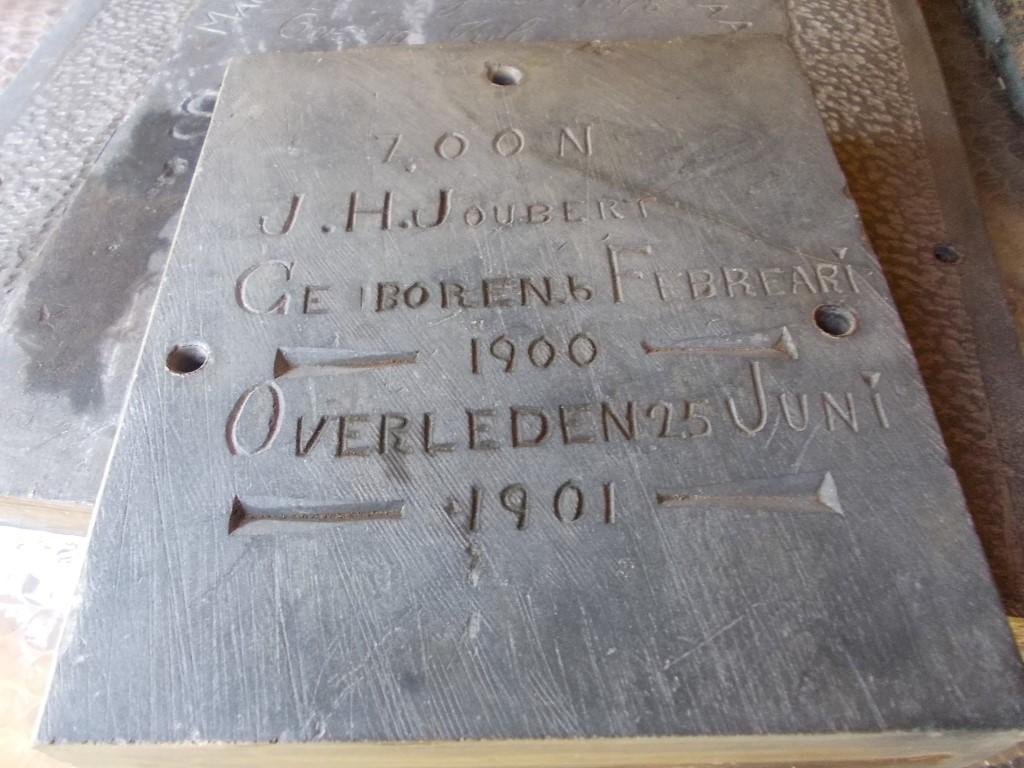 ZOON
J.H. JOUBERT
GEBOREN 6 FEBREARI
1900
OVERLEDEN 25 JUNI
1901